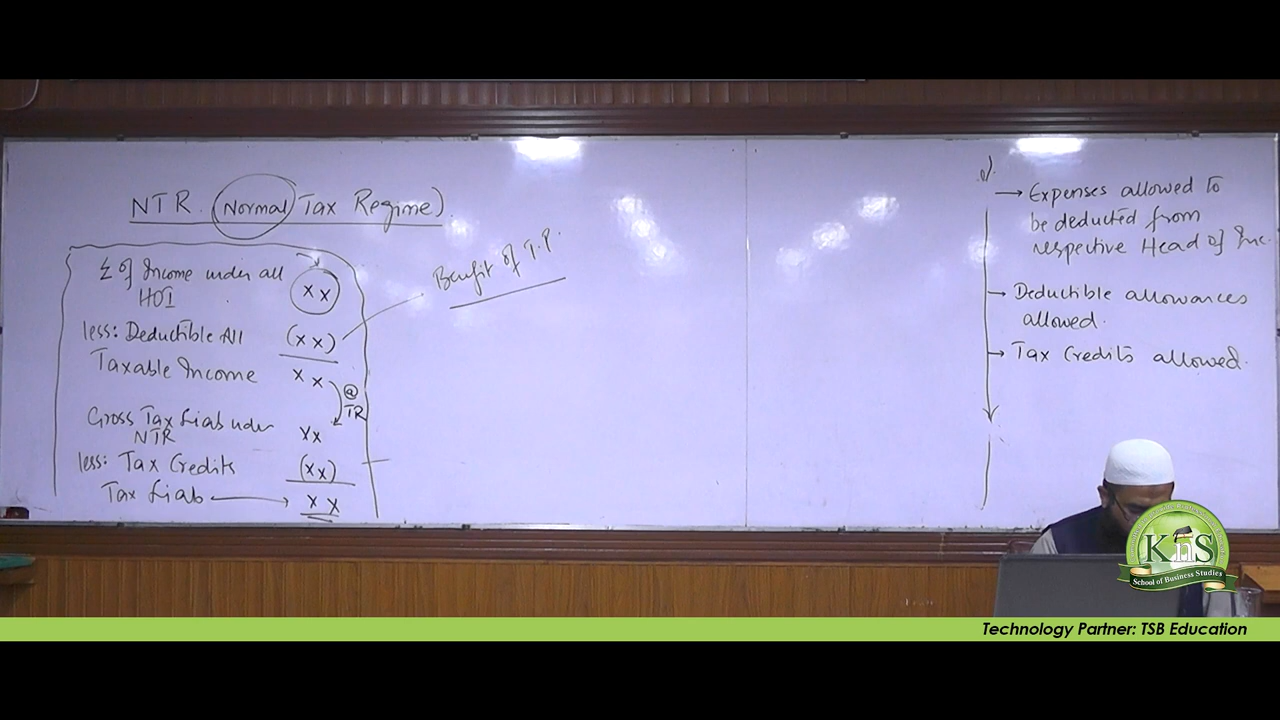 NTR (Normal Tax Regime)
Σ of Income under all
HOI xx
less: Deductible All (xx)
Taxable Income xx
@
TR
Gross Tax Liab under
NTR xx
less: Tax Credits (xx)
Tax Liab → xx
Benefit of T.P.
→ Expenses allowed to
be deducted from
respective Head of Inc.
→ Deductible allowances
allowed.
→ Tax Credits allowed.
KnS
School of Business Studies
Technology Partner: TSB Education